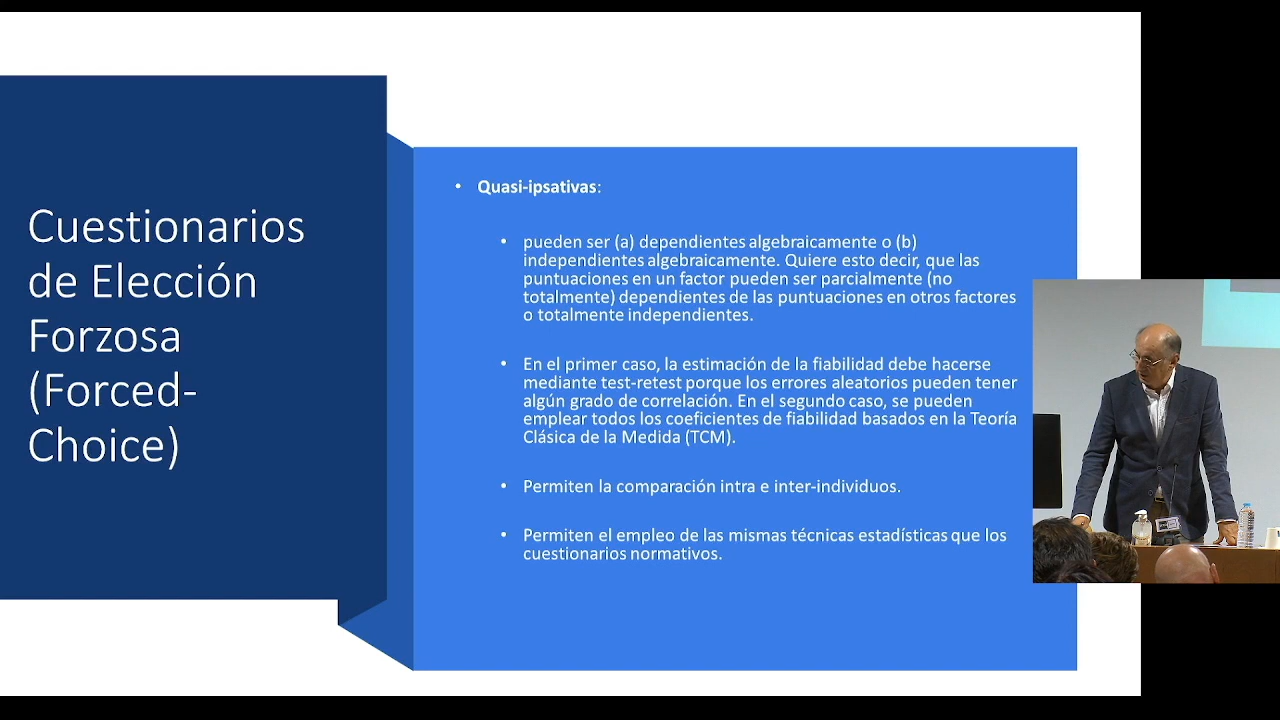 Cuestionarios
de Elección
Forzosa
(Forced-
Choice)
• Quasi-ipsativas:
• pueden ser (a) dependientes algebraicamente o (b)
independientes algebraicamente. Quiere esto decir, que las
puntuaciones en un factor pueden ser parcialmente (no
totalmente) dependientes de las puntuaciones en otros factores
o totalmente independientes.
• En el primer caso, la estimación de la fiabilidad debe hacerse
mediante test-retest porque los errores aleatorios pueden tener
algún grado de correlación. En el segundo caso, se pueden
emplear todos los coeficientes de fiabilidad basados en la Teoría
Clásica de la Medida (TCM).
• Permiten la comparación intra e inter-individuos.
• Permiten el empleo de las mismas técnicas estadísticas que los
cuestionarios normativos.